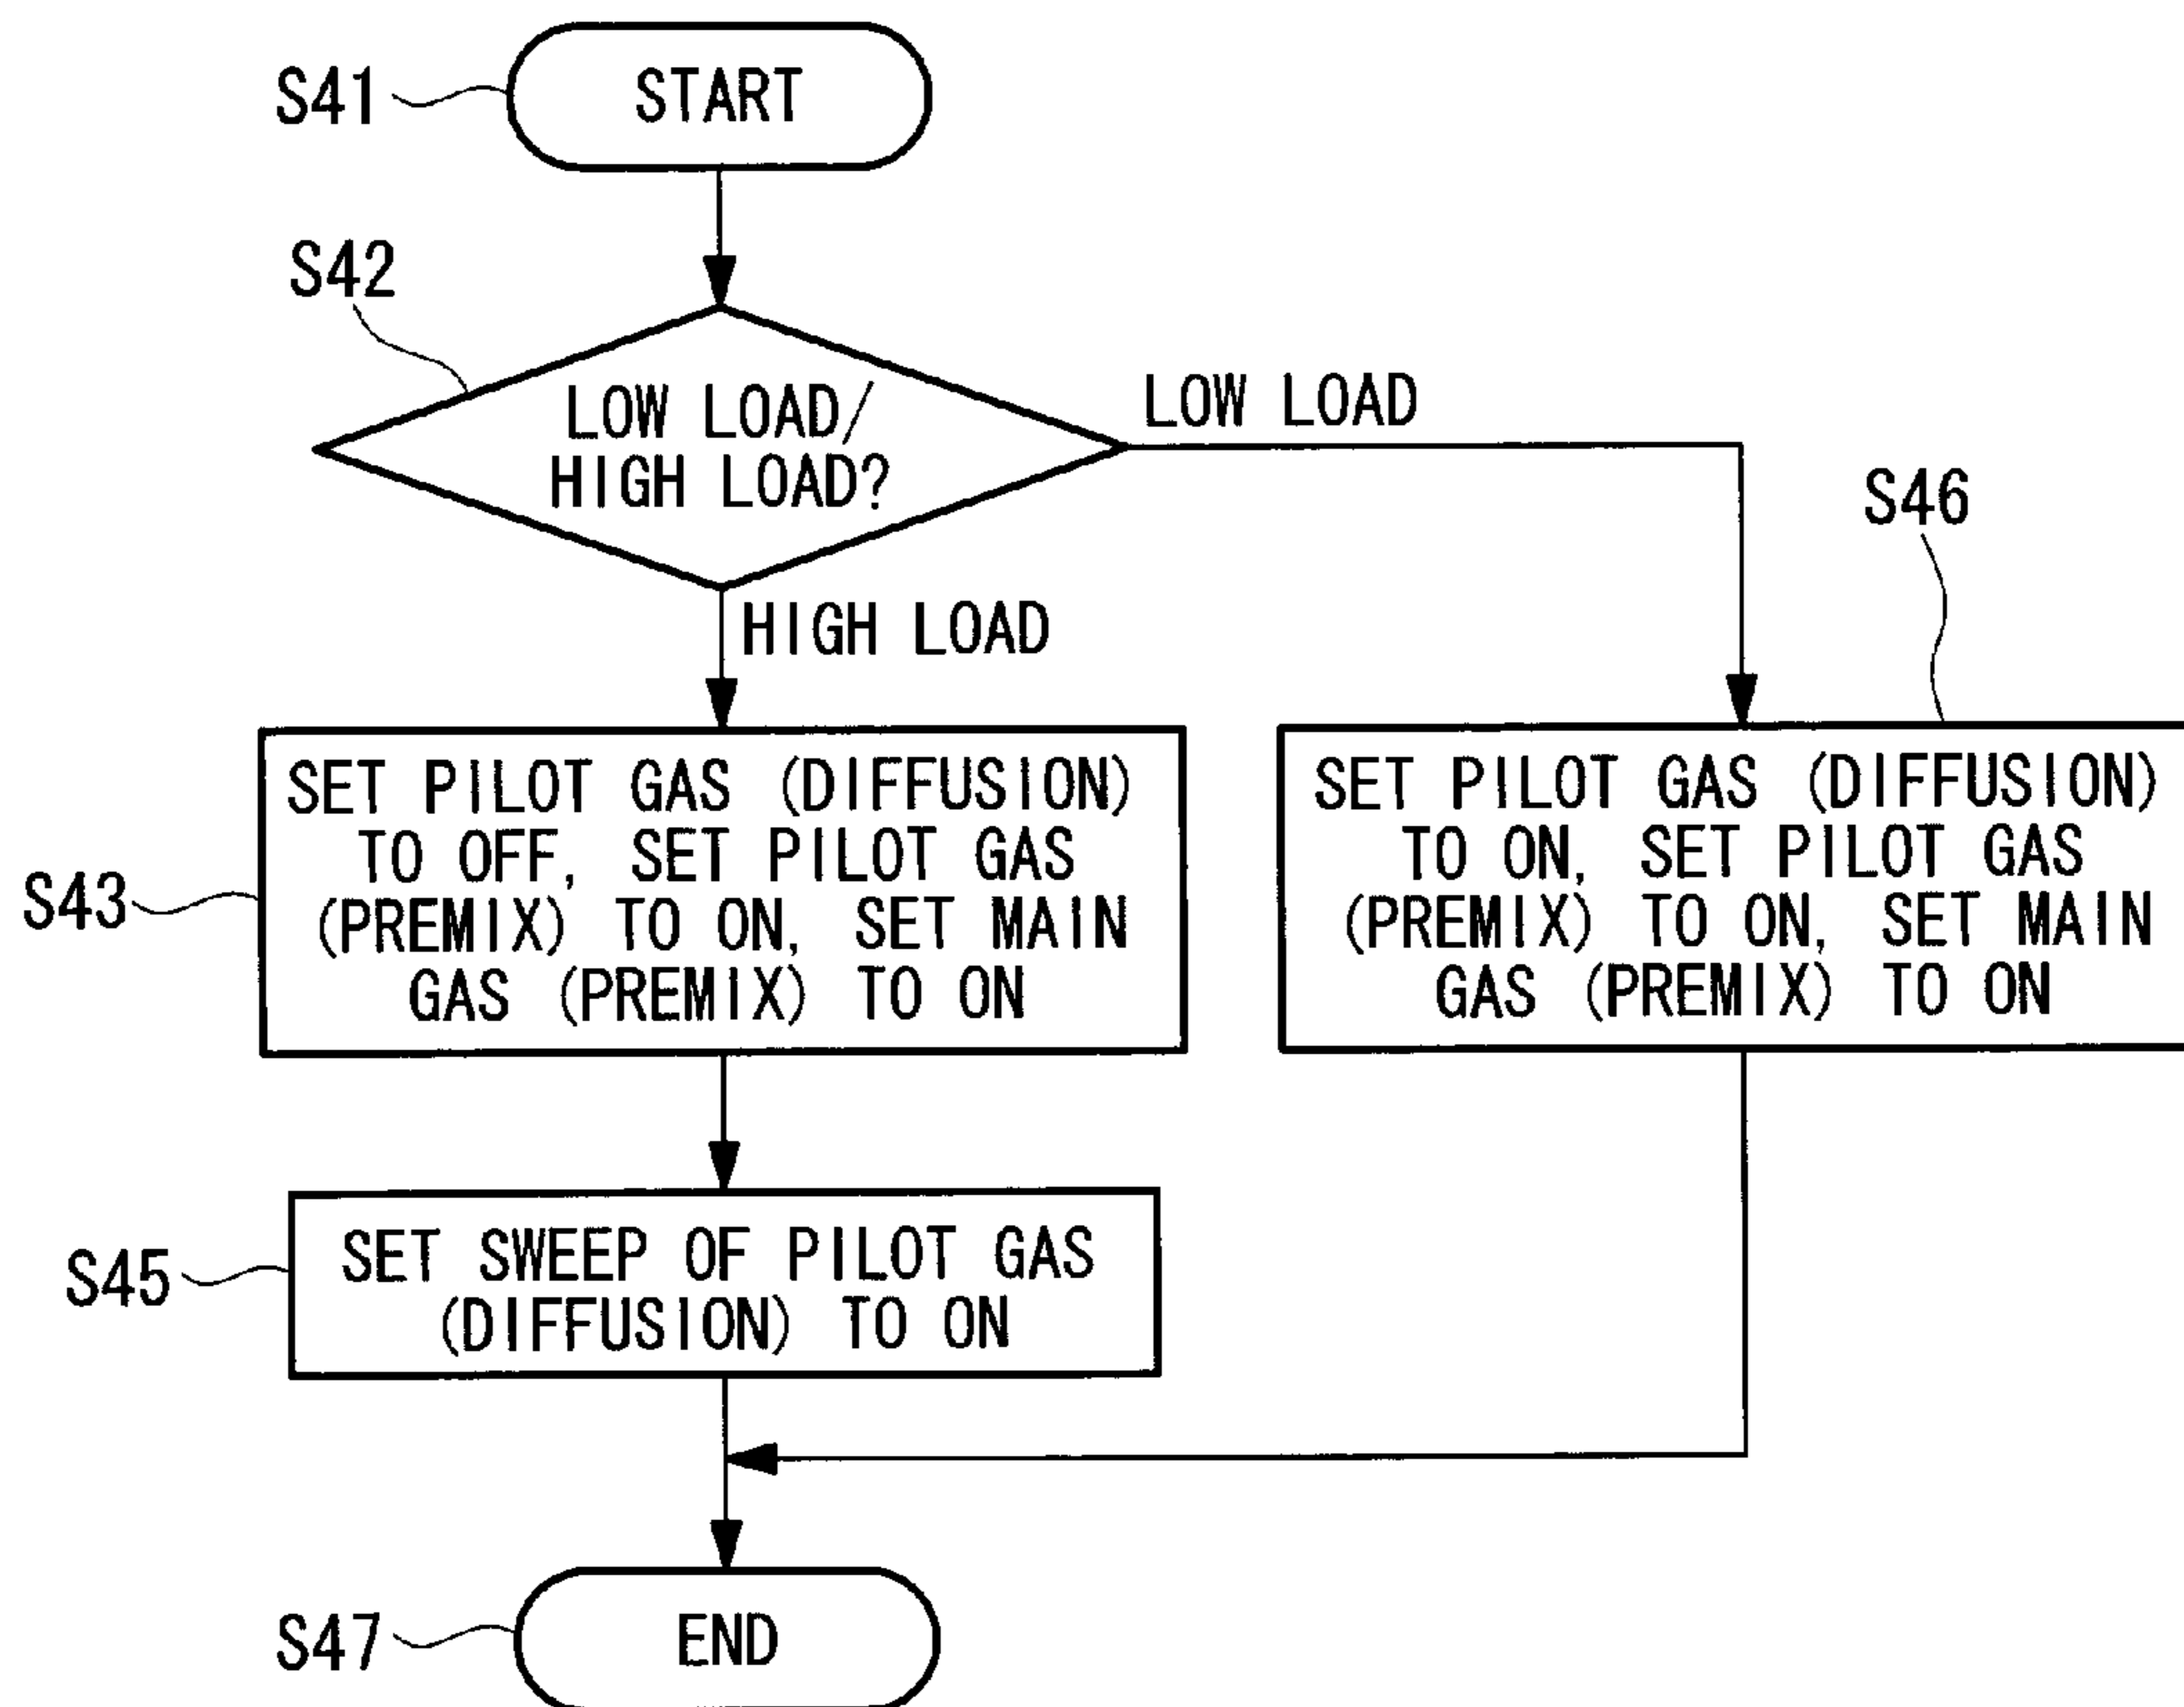 S41
START
S42
LOW LOAD/
HIGH LOAD?
LOW LOAD
HIGH LOAD
S43
SET PILOT GAS (DIFFUSION)
TO OFF, SET PILOT GAS
(PREMIX) TO ON, SET MAIN
GAS (PREMIX) TO ON
S46
SET PILOT GAS (DIFFUSION)
TO ON, SET PILOT GAS
(PREMIX) TO ON, SET MAIN
GAS (PREMIX) TO ON
S45
SET SWEEP OF PILOT GAS
(DIFFUSION) TO ON
S47
END